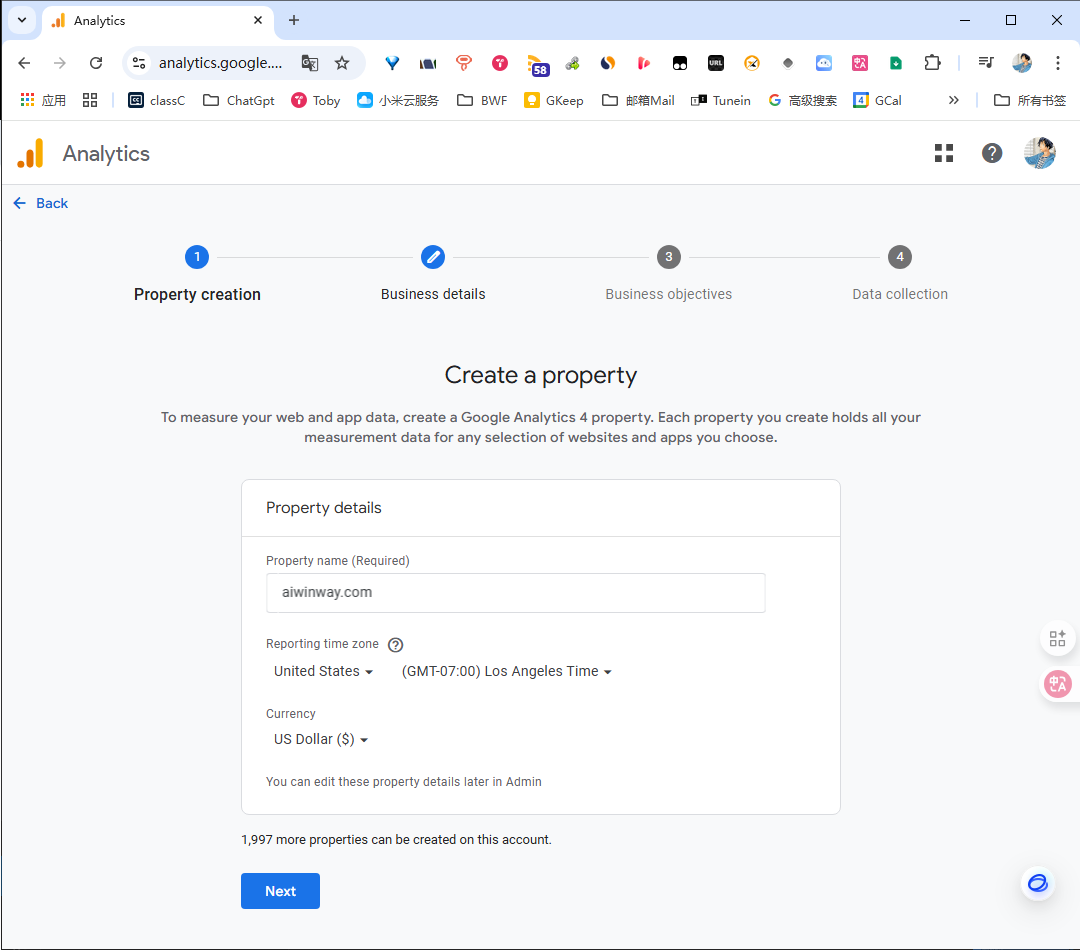 Analytics
analytics.google....
58
URL
应用
classC
ChatGpt
Toby
小米云服务
BWF
GKeep
邮箱Mail
Tunein
高级搜索
4
GCal
所有书签
Analytics
Back
1
3
4
Property creation
Business details
Business objectives
Data collection
Create a property
To measure your web and app data, create a Google Analytics 4 property. Each property you create holds all your
measurement data for any selection of websites and apps you choose.
Property details
Property name (Required)
aiwinway.com
Reporting time zone
United States
(GMT-07:00) Los Angeles Time
Currency
US Dollar ($)
You can edit these property details later in Admin
1,997 more properties can be created on this account.
Next